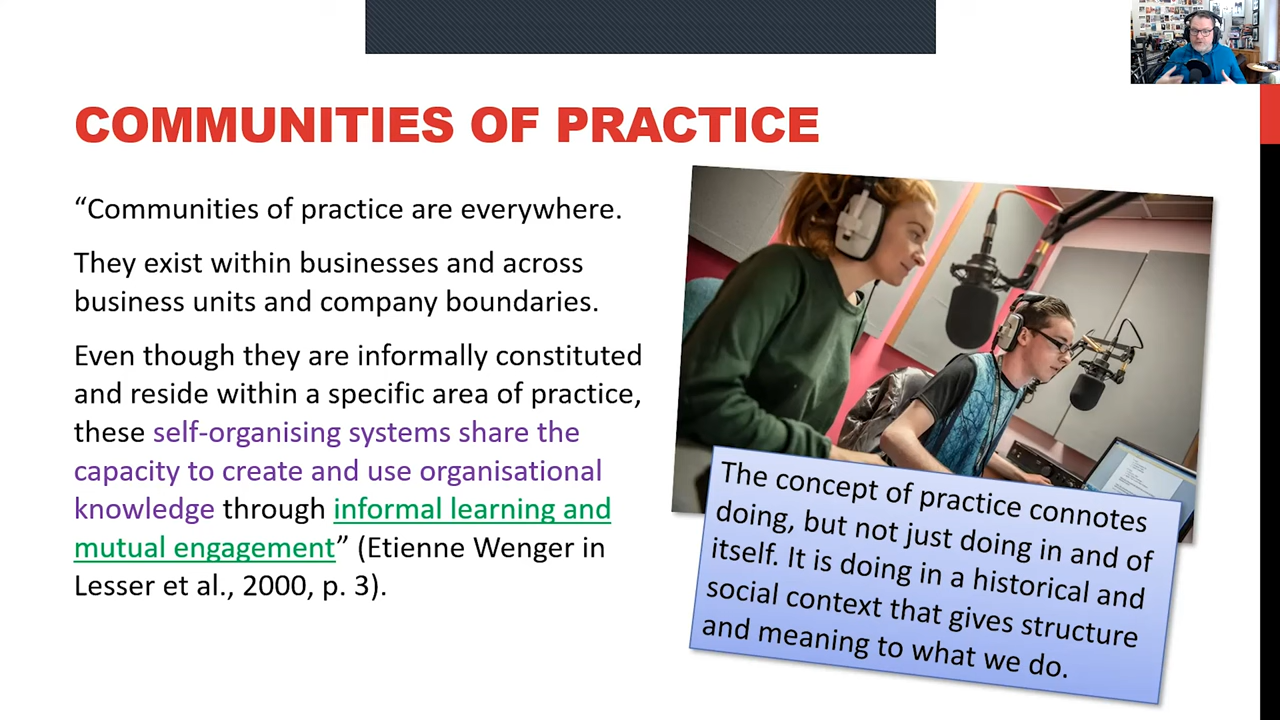 COMMUNITIES OF PRACTICE
“Communities of practice are everywhere.
They exist within businesses and across
business units and company boundaries.
Even though they are informally constituted
and reside within a specific area of practice,
these self-organising systems share the
capacity to create and use organisational
knowledge through informal learning and
mutual engagement” (Etienne Wenger in
Lesser et al., 2000, p. 3).
The concept of practice connotes
doing, but not just doing in and of
itself. It is doing in a historical and
social context that gives structure
and meaning to what we do.